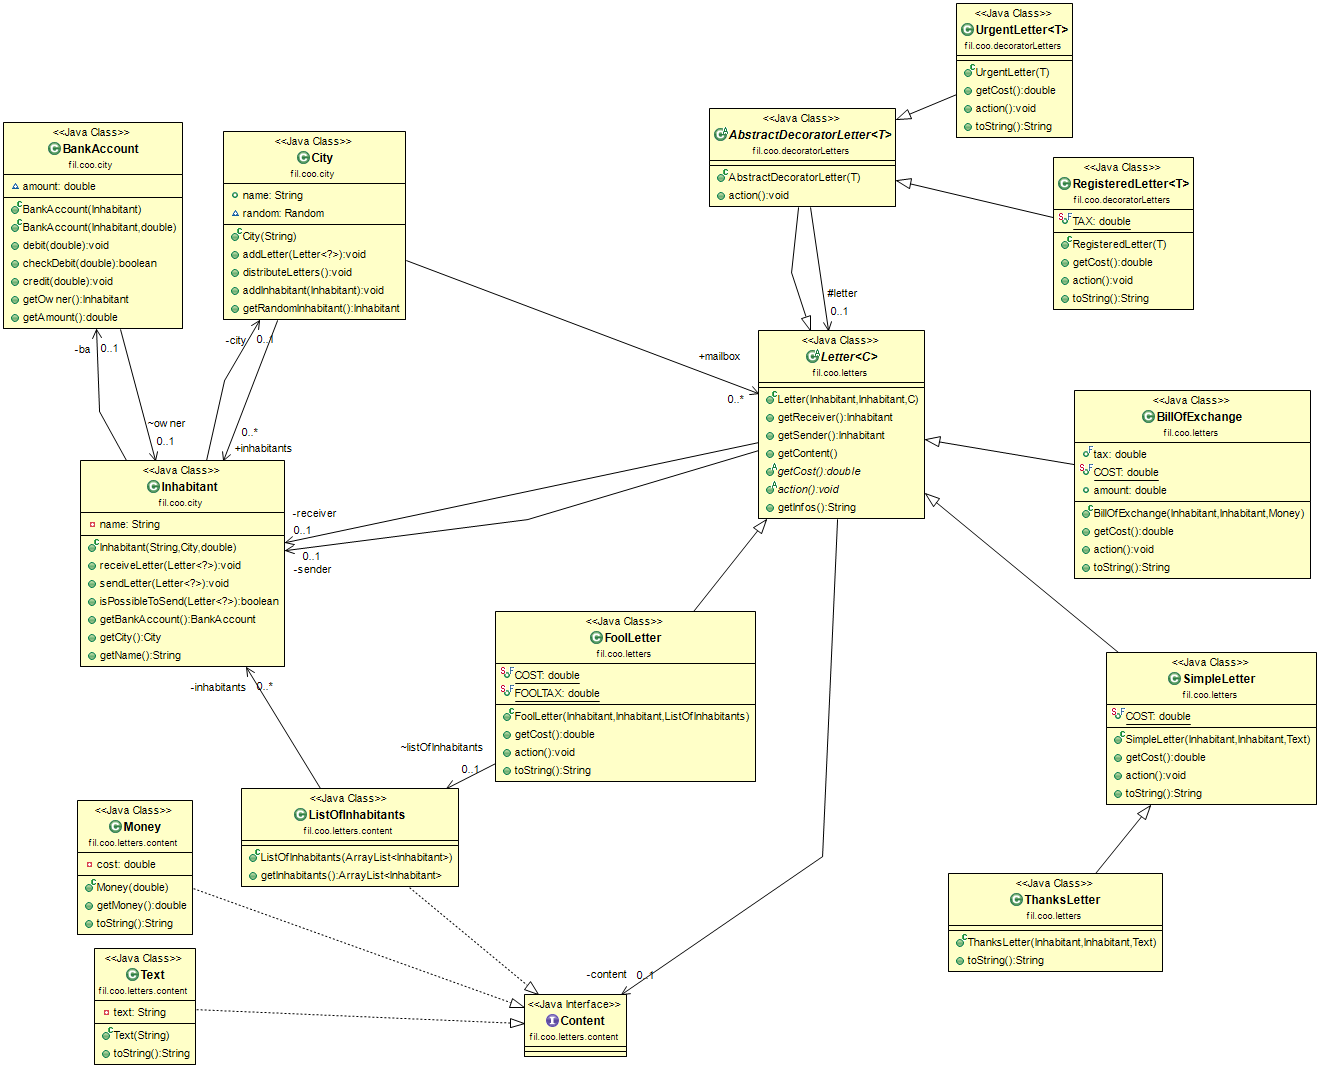 <<Java Class>>
UrgentLetter<T>
fil.coo.decoratorLetters
UrgentLetter(T)
getCost():double
action():void
toString():String
<<Java Class>>
AbstractDecoratorLetter<T>
fil.coo.decoratorLetters
AbstractDecoratorLetter(T)
action():void
<<Java Class>>
BankAccount
fil.coo.city
amount: double
BankAccount(Inhabitant)
BankAccount(Inhabitant,double)
debit(double):void
checkDebit(double):boolean
credit(double):void
getOwner():Inhabitant
getAmount():double
<<Java Class>>
City
fil.coo.city
name: String
random: Random
City(String)
addLetter(Letter<?>):void
distributeLetters():void
addInhabitant(Inhabitant):void
getRandomInhabitant():Inhabitant
<<Java Class>>
RegisteredLetter<T>
fil.coo.decoratorLetters
TAX: double
RegisteredLetter(T)
getCost():double
action():void
toString():String
#letter
0..1
-ba
0..1
-city
0..1
+mailbox
0..*
~owner
0..1
0..*
+inhabitants
<<Java Class>>
Letter<C>
fil.coo.letters
Letter(Inhabitant,Inhabitant,C)
getReceiver():Inhabitant
getSender():Inhabitant
getContent()
getCost():double
action():void
getInfos():String
<<Java Class>>
BillOfExchange
fil.coo.letters
tax: double
COST: double
amount: double
BillOfExchange(Inhabitant,Inhabitant,Money)
getCost():double
action():void
toString():String
<<Java Class>>
Inhabitant
fil.coo.city
name: String
Inhabitant(String,City,double)
receiveLetter(Letter<?>):void
sendLetter(Letter<?>):void
isPossibleToSend(Letter<?>):boolean
getBankAccount():BankAccount
getCity():City
getName():String
-receiver
0..1
0..1
-sender
<<Java Class>>
FoolLetter
fil.coo.letters
COST: double
FOOLTAX: double
FoolLetter(Inhabitant,Inhabitant,ListOfInhabitants)
getCost():double
action():void
toString():String
<<Java Class>>
SimpleLetter
fil.coo.letters
COST: double
SimpleLetter(Inhabitant,Inhabitant,Text)
getCost():double
action():void
toString():String
-inhabitants
0..*
~listOfInhabitants
0..1
<<Java Class>>
ListOfInhabitants
fil.coo.letters.content
ListOfInhabitants(ArrayList<Inhabitant>)
getInhabitants():ArrayList<Inhabitant>
<<Java Class>>
Money
fil.coo.letters.content
cost: double
Money(double)
getMoney():double
toString():String
<<Java Class>>
ThanksLetter
fil.coo.letters
ThanksLetter(Inhabitant,Inhabitant,Text)
toString():String
<<Java Class>>
Text
fil.coo.letters.content
text: String
Text(String)
toString():String
-content
0..1
<<Java Interface>>
Content
fil.coo.letters.content